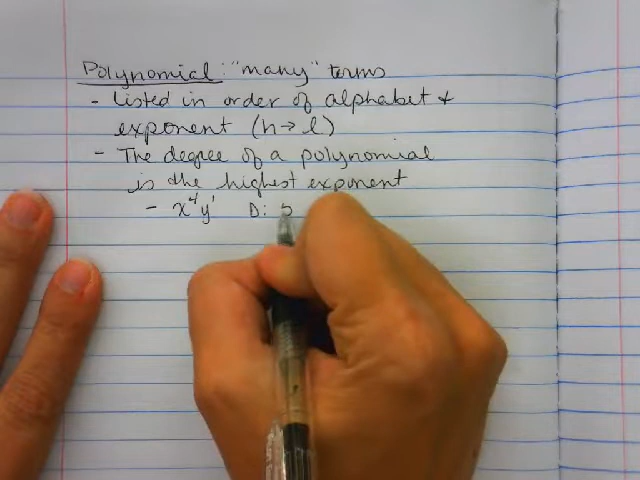 Polynomial: "many" terms
- listed in order of alphabet &
exponent (h→l)
- The degree of a polynomial
is the highest exponent
- x⁴y¹ D: 5